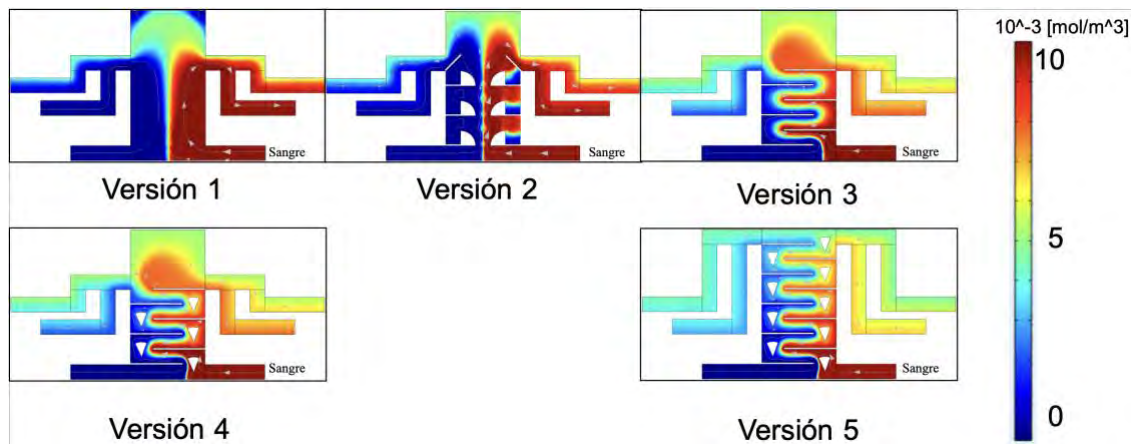 10^-3 [mol/m^3]
10
Sangre
Sangre
Sangre
Versión 1
Versión 2
Versión 3
5
Sangre
Sangre
0
Versión 4
Versión 5